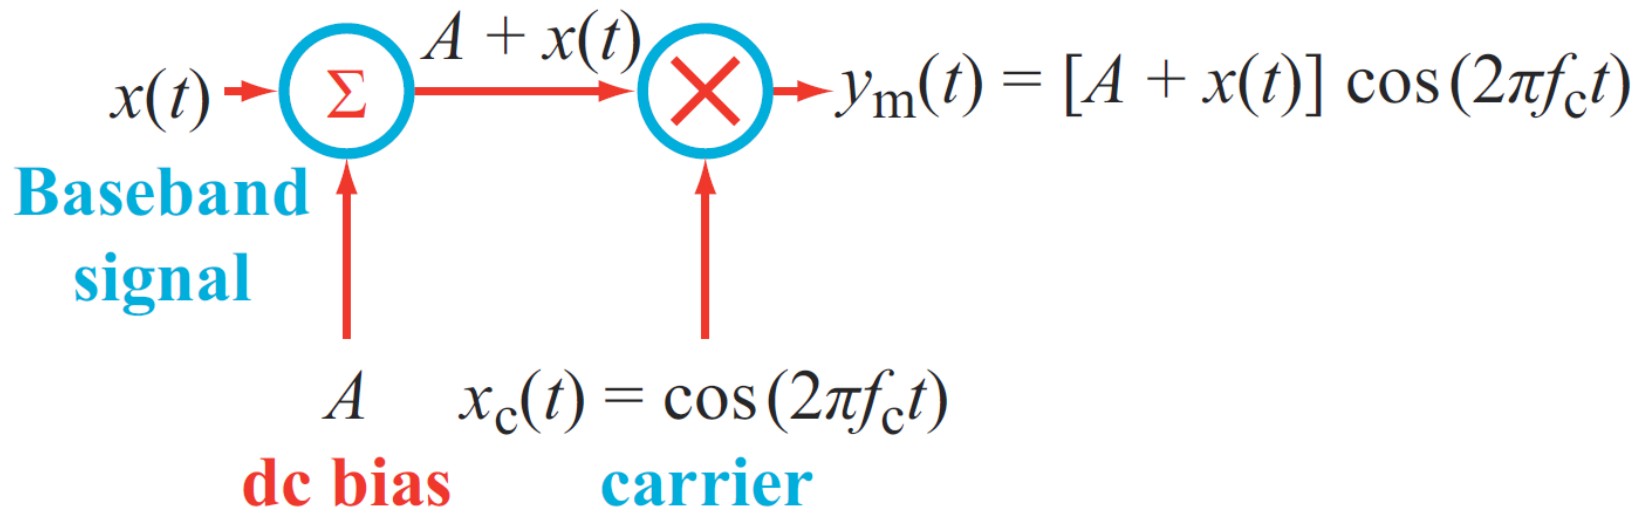 A + x(t)
x(t) Σ × y_m(t) = [A + x(t)] cos (2πf_c t)
Baseband
signal
A
x_c(t) = cos (2πf_c t)
dc bias
carrier